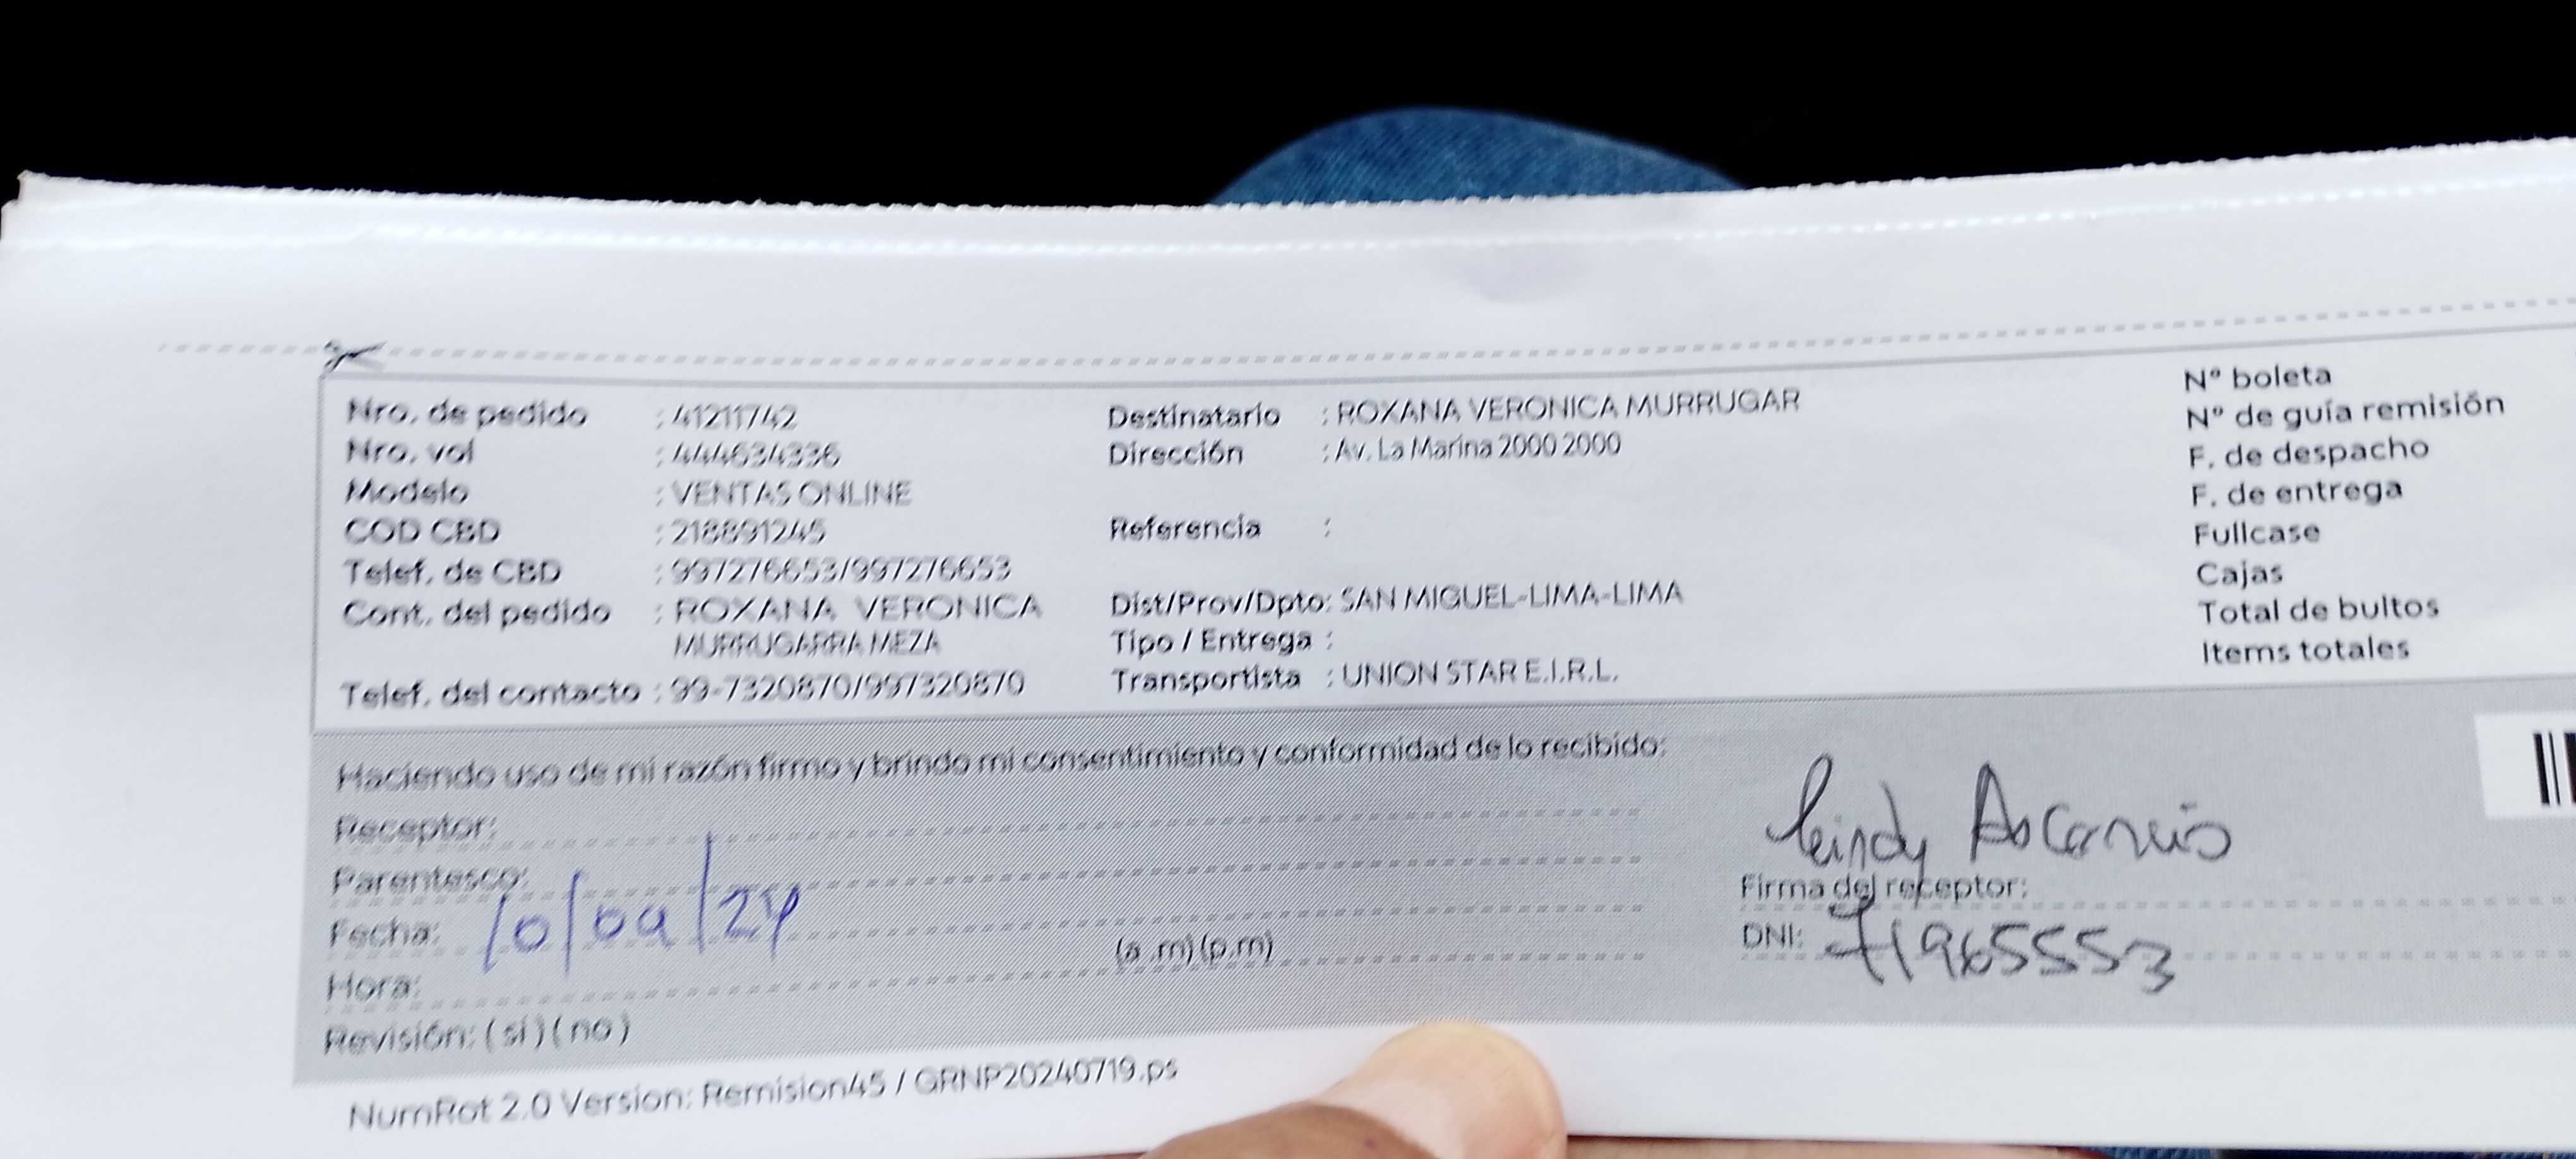 Nro. de pedido : 41211742
Nro. vol : 444634336
Modelo : VENTAS ONLINE
COD CBD : 218891245
Telef. de CBD : 997276653/997276653
Cont. del pedido : ROXANA VERONICA
MURRUGARRA MEZA
Telef. del contacto : 99-7320870/997320870
Destinatario : ROXANA VERONICA MURRUGAR
Dirección : Av. La Marina 2000 2000
Referencia :
Dist/Prov/Dpto: SAN MIGUEL-LIMA-LIMA
Tipo / Entrega :
Transportista : UNION STAR E.I.R.L.
N° boleta
N° de guía remisión
F. de despacho
F. de entrega
Fullcase
Cajas
Total de bultos
Items totales
Haciendo uso de mi razón firmo y brindo mi consentimiento y conformidad de lo recibido:
Receptor:
Parentesco:
Fecha: 10/09/24
Hora: (a .m) (p.m)
Revisión: ( si ) ( no )
Leindy Ascanio
Firma del receptor:
DNI: 71965553
NumRot 2.0 Version: Remision45 / GRNP20240719.ps